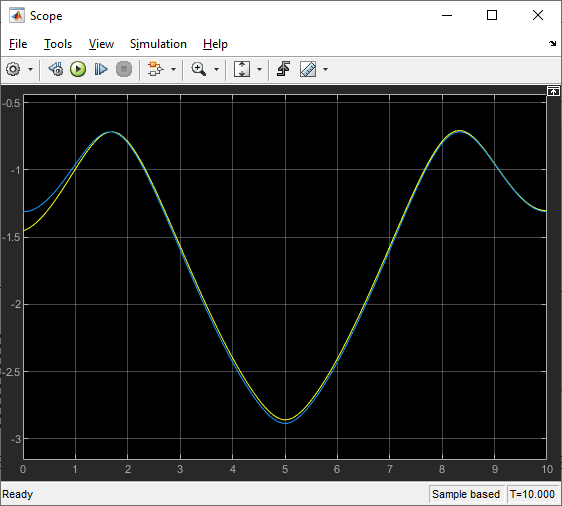 Scope
File Tools View Simulation Help
-0.5
-1
-1.5
-2
-2.5
-3
0 1 2 3 4 5 6 7 8 9 10
Ready Sample based T=10.000